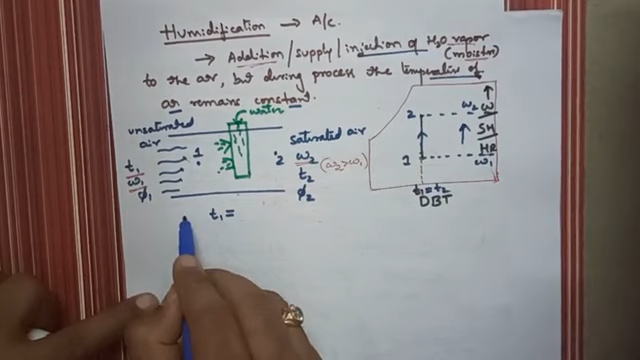 Humidification → A/c.
→ Addition/supply/injection of H₂O vapor
(moistur)
to the air, but during process the temperature of
air remains constant.
water
unsaturated
air
t₁
ω₁
ϕ₁
1
2
saturated air
ω₂ (ω₂>ω₁)
t₂
ϕ₂
2
ω₂
ω
SH
HR
1
ω₁
t₁=t₂
DBT
t₁=